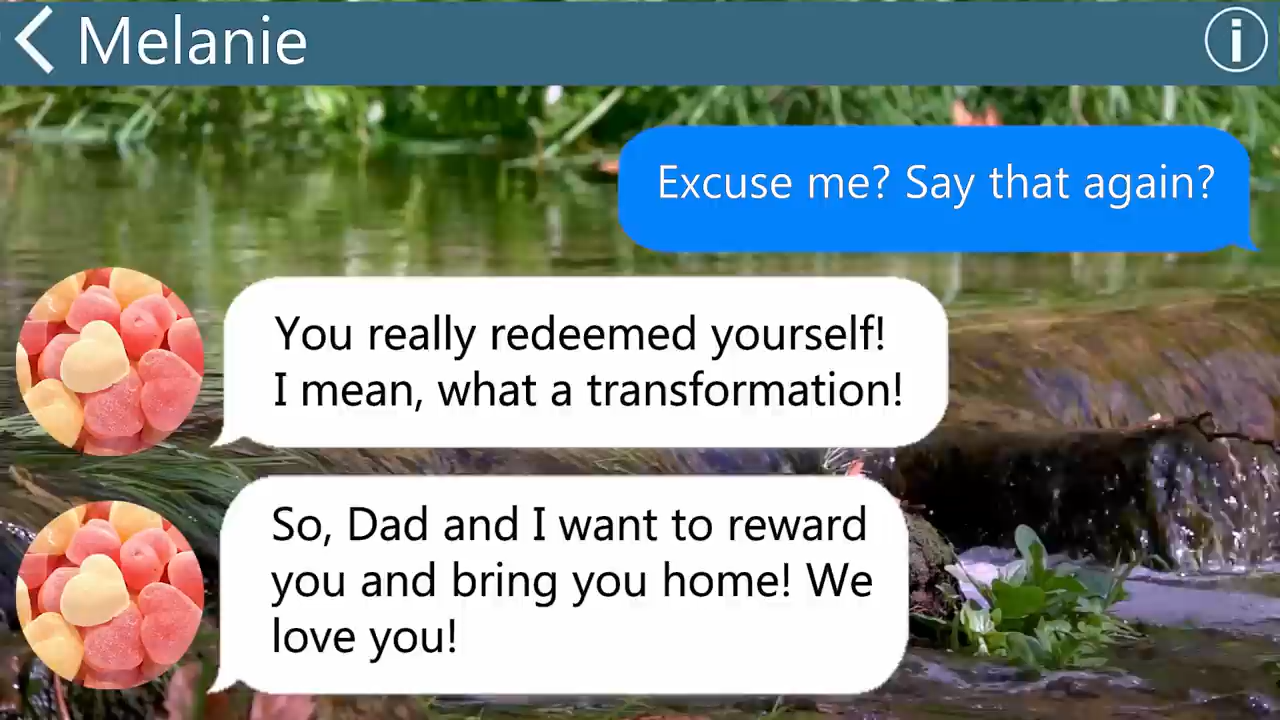 Melanie
Excuse me? Say that again?
You really redeemed yourself!
I mean, what a transformation!
So, Dad and I want to reward
you and bring you home! We
love you!